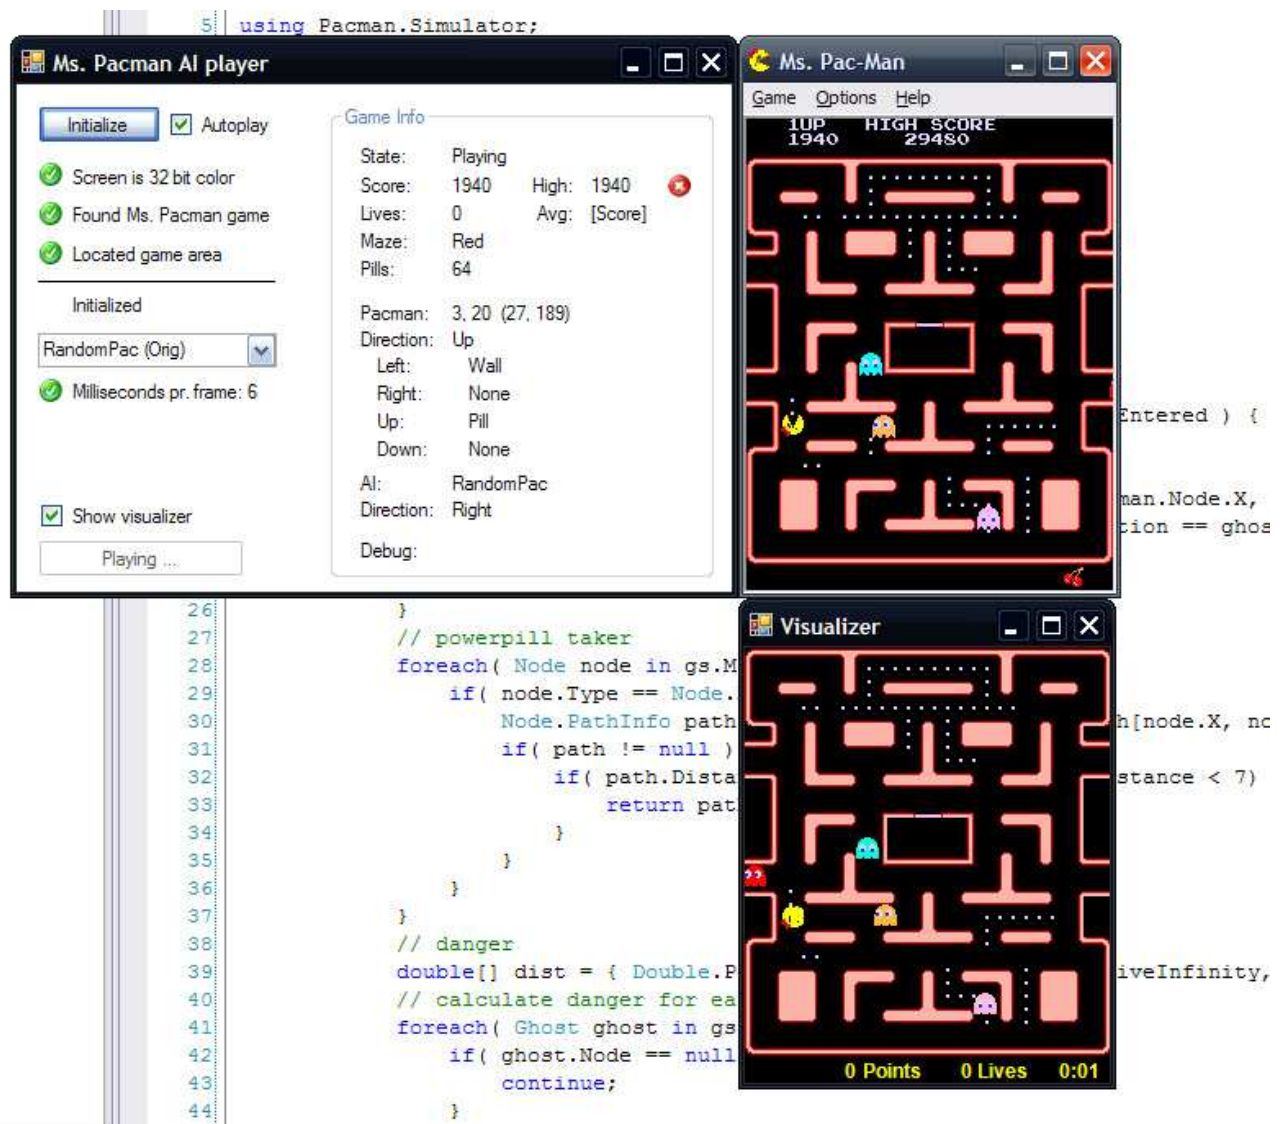 5 using Pacman.Simulator;
Ms. Pacman AI player
Initialize Autoplay
Screen is 32 bit color
Found Ms. Pacman game
Located game area
Initialized
RandomPac (Orig)
Milliseconds pr. frame: 6
Show visualizer
Playing ...
Game Info
State: Playing
Score: 1940 High: 1940
Lives: 0 Avg: [Score]
Maze: Red
Pills: 64
Pacman: 3, 20 (27, 189)
Direction: Up
Left: Wall
Right: None
Up: Pill
Down: None
AI: RandomPac
Direction: Right
Debug:
Ms. Pac-Man
Game Options Help
1UP HIGH SCORE
1940 29480
Entered ) {
man.Node.X,
tion == ghos
26 }
27 // powerpill taker
28 foreach( Node node in gs.M
29 if( node.Type == Node.
30 Node.PathInfo path h[node.X, no
31 if( path != null )
32 if( path.Dista stance < 7)
33 return pat
34 }
35 }
36 }
37 }
38 // danger
39 double[] dist = { Double.P iveInfinity,
40 // calculate danger for ea
41 foreach( Ghost ghost in gs
42 if( ghost.Node == null
43 continue;
44 }
Visualizer
0 Points 0 Lives 0:01